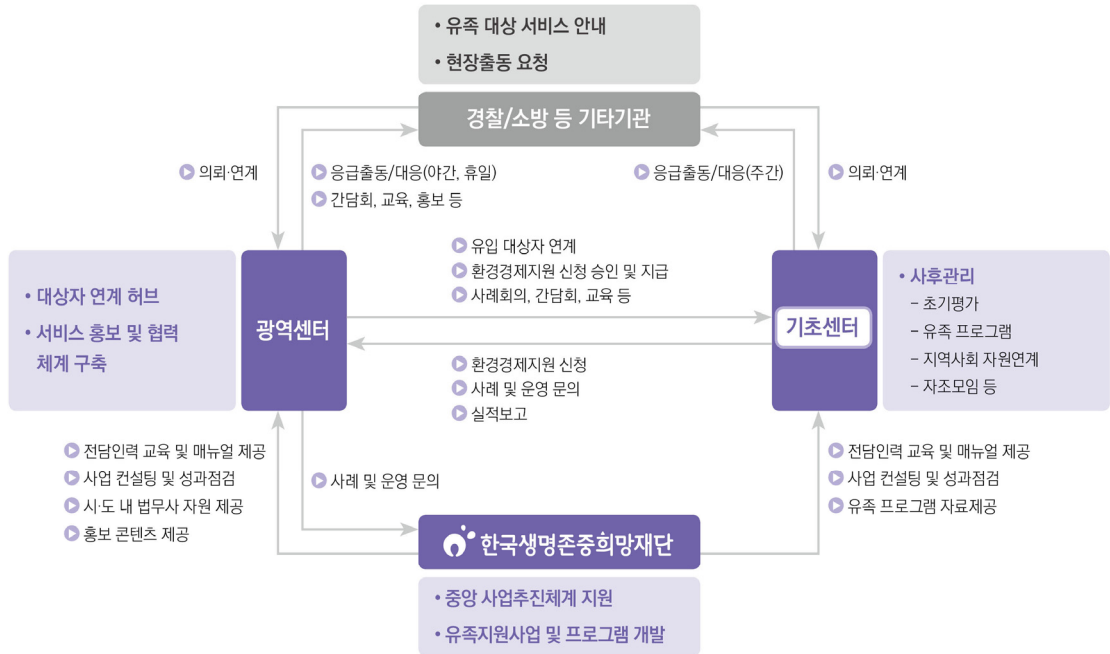 • 유족 대상 서비스 안내
• 현장출동 요청
경찰/소방 등 기타기관
의뢰·연계
응급출동/대응(야간, 휴일)
간담회, 교육, 홍보 등
응급출동/대응(주간)
의뢰·연계
• 대상자 연계 허브
• 서비스 홍보 및 협력
체계 구축
광역센터
유입 대상자 연계
환경경제지원 신청 승인 및 지급
사례회의, 간담회, 교육 등
환경경제지원 신청
사례 및 운영 문의
실적보고
기초센터
• 사후관리
– 초기평가
– 유족 프로그램
– 지역사회 자원연계
– 자조모임 등
전담인력 교육 및 매뉴얼 제공
사업 컨설팅 및 성과점검
시·도 내 법무사 자원 제공
홍보 콘텐츠 제공
사례 및 운영 문의
전담인력 교육 및 매뉴얼 제공
사업 컨설팅 및 성과점검
유족 프로그램 자료제공
한국생명존중희망재단
• 중앙 사업추진체계 지원
• 유족지원사업 및 프로그램 개발